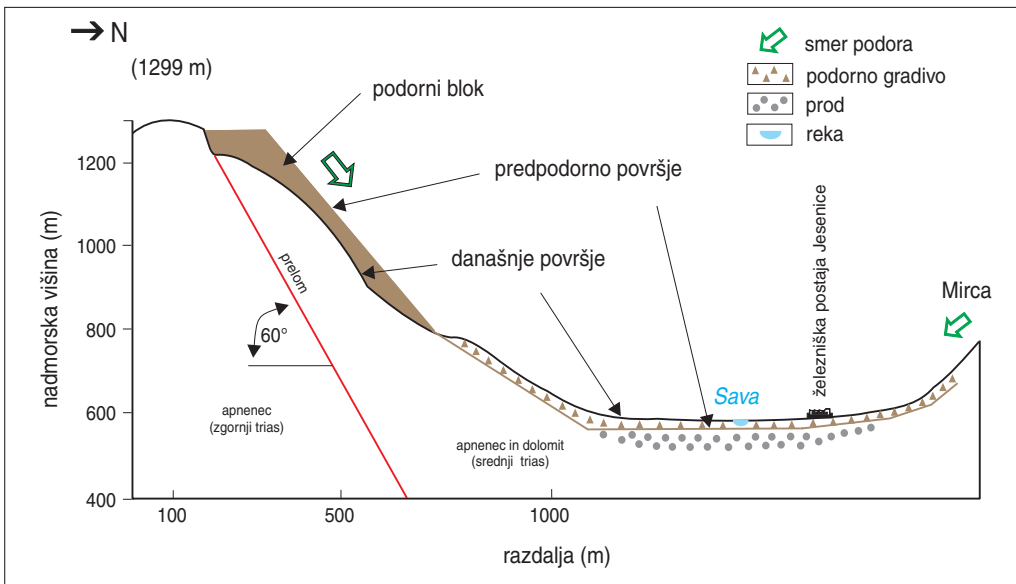 → N
(1299 m)
podorni blok
predpodorno površje
današnje površje
smer podora
podorno gradivo
prod
reka
nadmorska višina (m)
1200
1000
800
600
400
prelom
60°
apnenec
(zgornji trias)
apnenec in dolomit
(srednji trias)
Sava
železniška postaja Jesenice
Mirca
100
500
1000
razdalja (m)